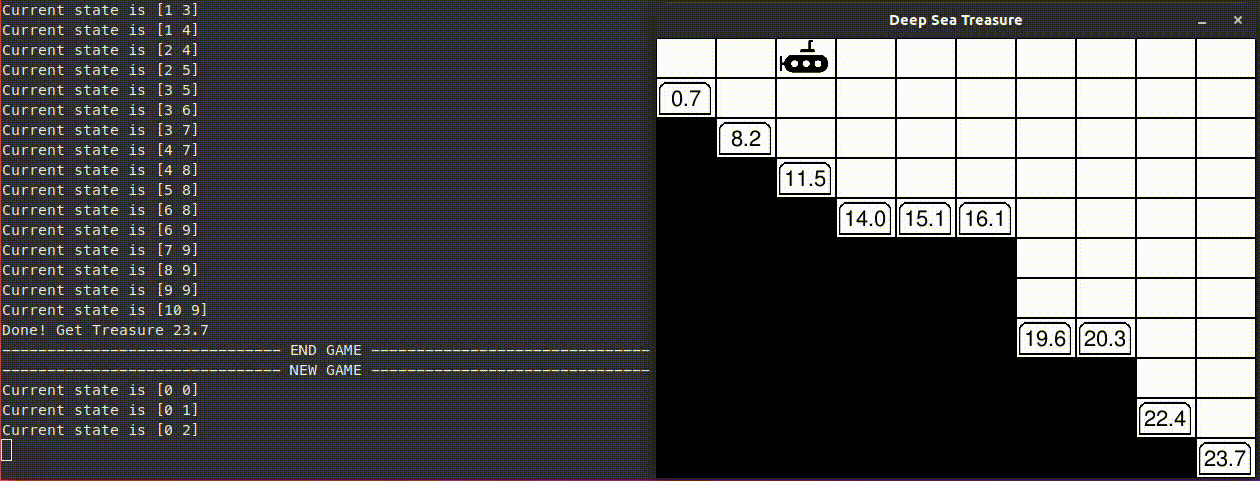 Current state is [1 3]
Current state is [1 4]
Current state is [2 4]
Current state is [2 5]
Current state is [3 5]
Current state is [3 6]
Current state is [3 7]
Current state is [4 7]
Current state is [4 8]
Current state is [5 8]
Current state is [6 8]
Current state is [6 9]
Current state is [7 9]
Current state is [8 9]
Current state is [9 9]
Current state is [10 9]
Done! Get Treasure 23.7
------------------------------- END GAME -------------------------------
------------------------------- NEW GAME -------------------------------
Current state is [0 0]
Current state is [0 1]
Current state is [0 2]
Deep Sea Treasure
0.7
8.2
11.5
14.0 15.1 16.1
19.6 20.3
22.4
23.7